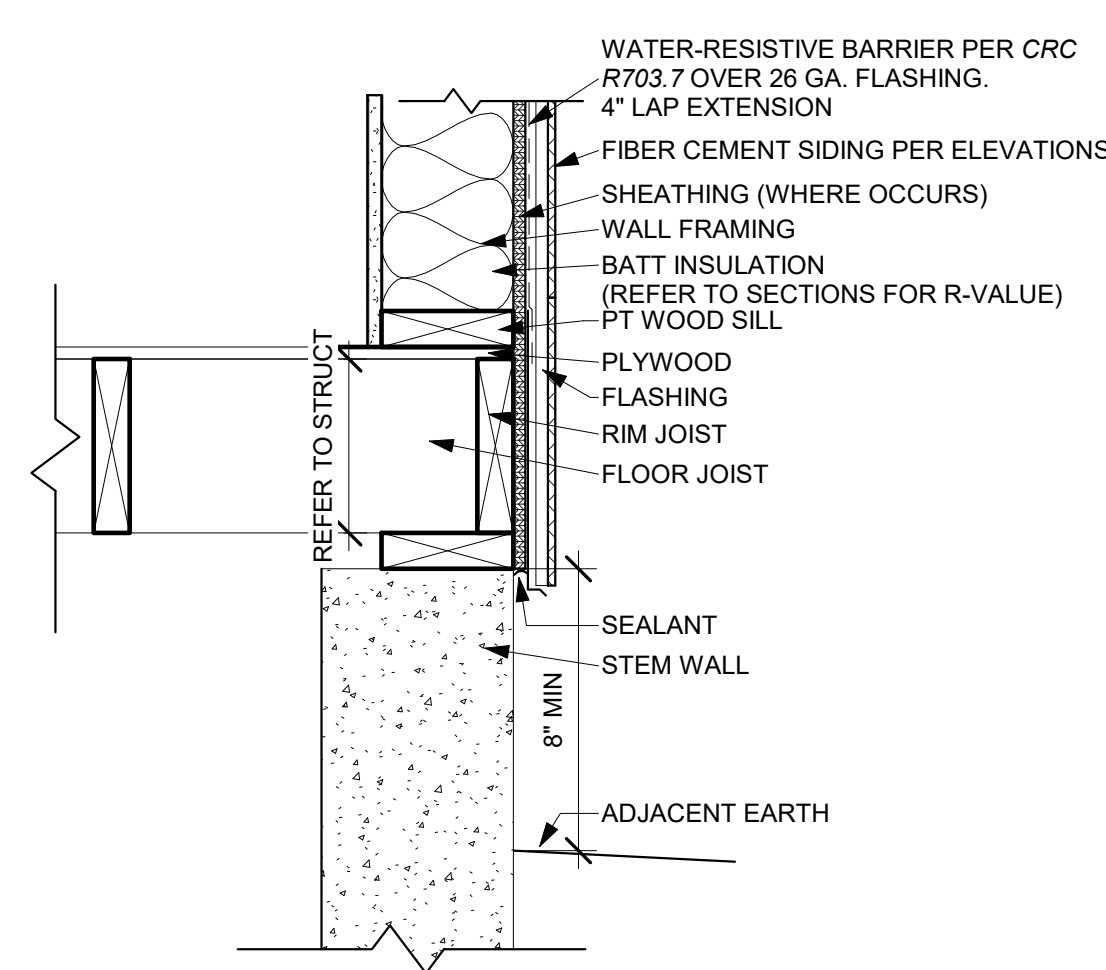 WATER-RESISTIVE BARRIER PER CRC
R703.7 OVER 26 GA. FLASHING.
4" LAP EXTENSION
FIBER CEMENT SIDING PER ELEVATIONS
SHEATHING (WHERE OCCURS)
WALL FRAMING
BATT INSULATION
(REFER TO SECTIONS FOR R-VALUE)
PT WOOD SILL
PLYWOOD
FLASHING
RIM JOIST
FLOOR JOIST
REFER TO STRUCT
SEALANT
STEM WALL
8" MIN
ADJACENT EARTH